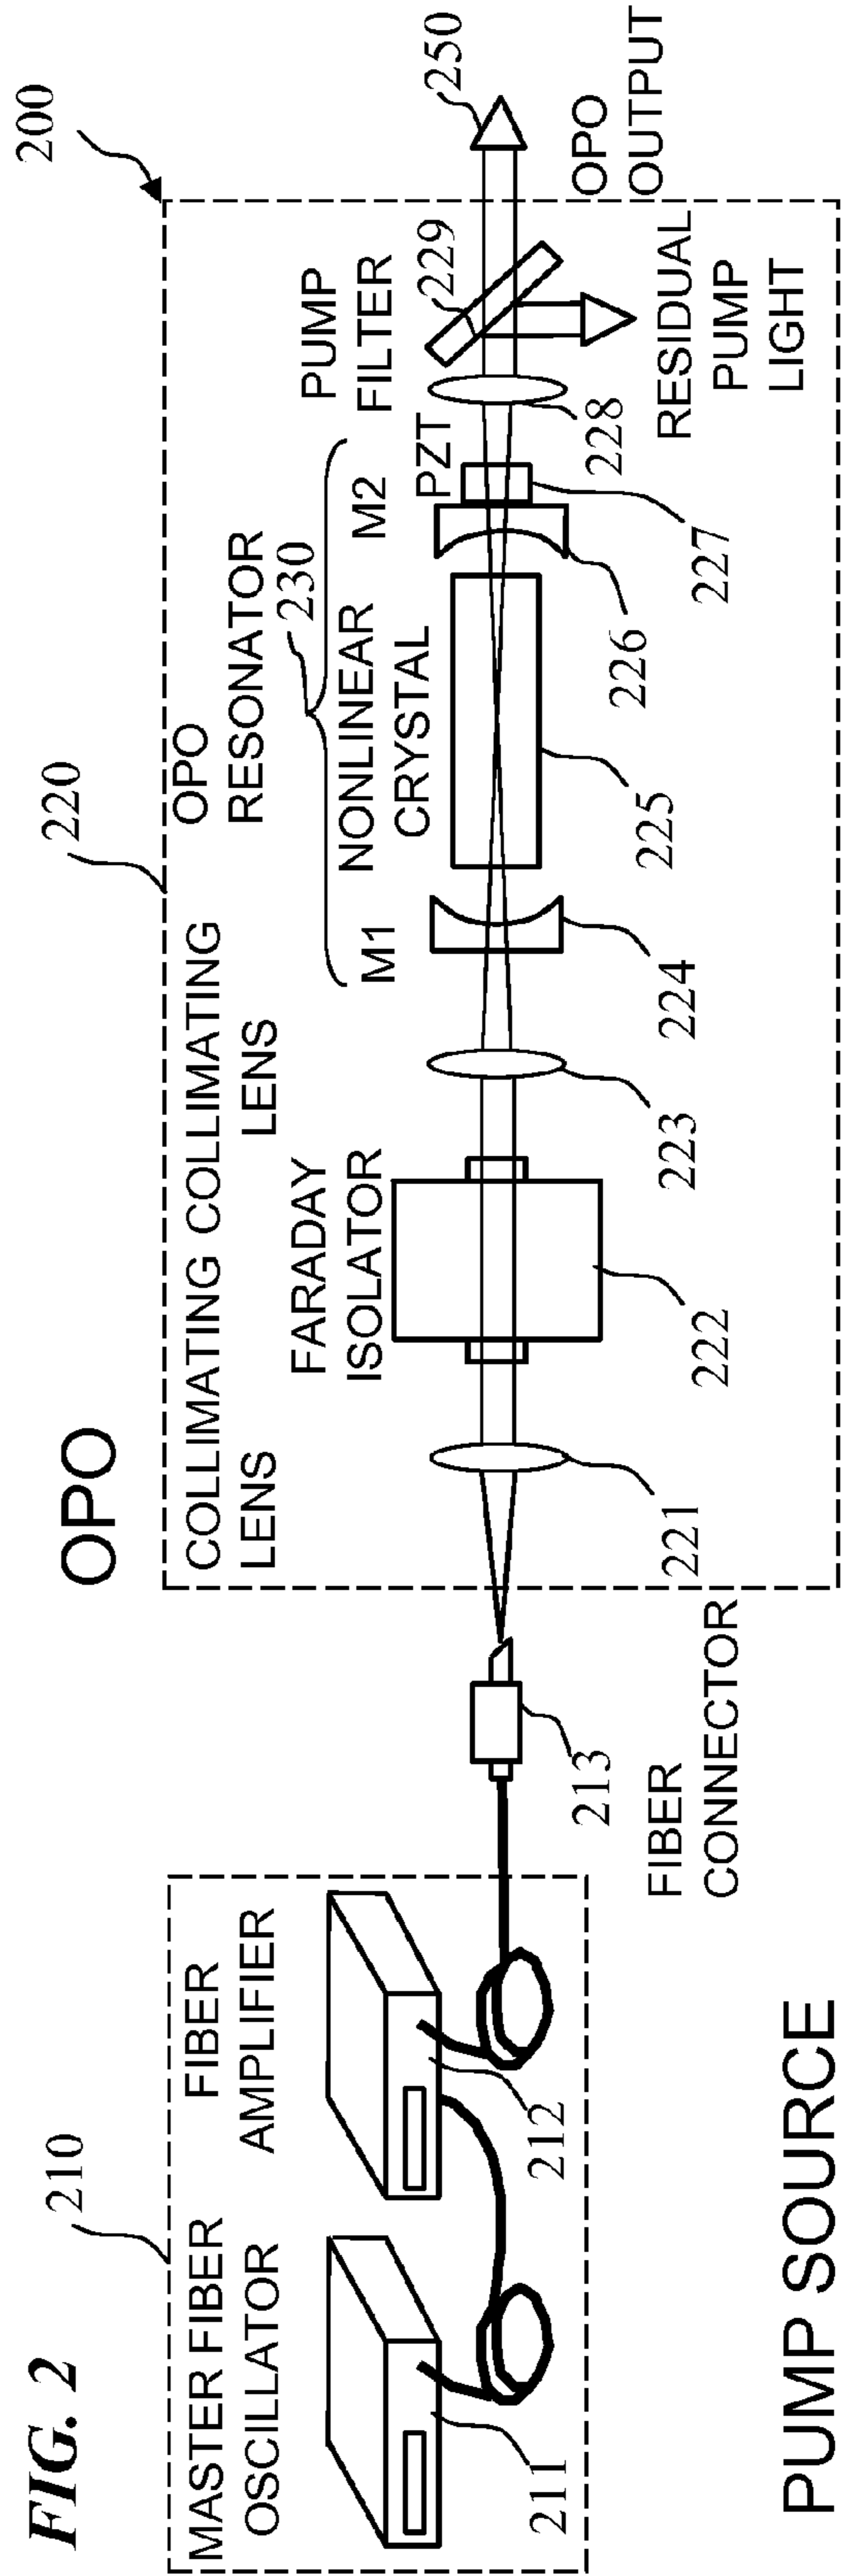 FIG. 2
210
MASTER FIBER
OSCILLATOR
FIBER
AMPLIFIER
211
212
PUMP SOURCE
213
FIBER
CONNECTOR
OPO
220
200
COLLIMATING
LENS
COLLIMATING
LENS
FARADAY
ISOLATOR
OPO
RESONATOR
230
M1
NONLINEAR
CRYSTAL
M2
PZT
PUMP
FILTER
229
250
221
222
223
224
225
226
227
228
RESIDUAL
PUMP
LIGHT
OPO
OUTPUT